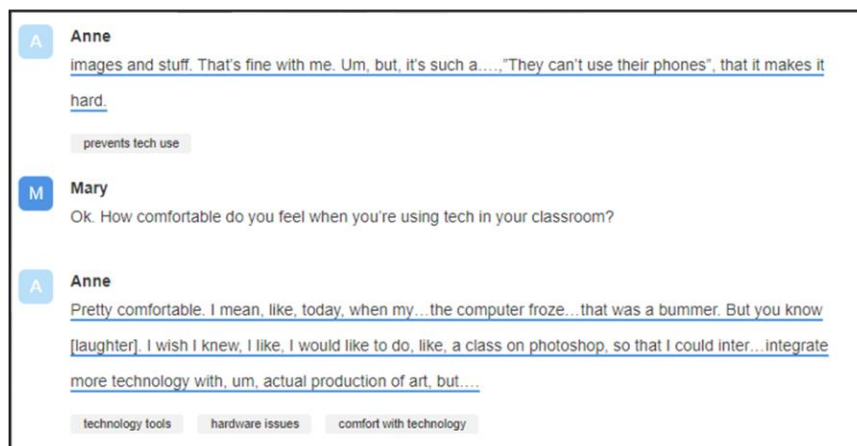 A
Anne
images and stuff. That's fine with me. Um, but, it's such a....,"They can't use their phones", that it makes it
hard.
prevents tech use
M
Mary
Ok. How comfortable do you feel when you're using tech in your classroom?
A
Anne
Pretty comfortable. I mean, like, today, when my…the computer froze…that was a bummer. But you know
[laughter]. I wish I knew, I like, I would like to do, like, a class on photoshop, so that I could inter…integrate
more technology with, um, actual production of art, but....
technology tools hardware issues comfort with technology